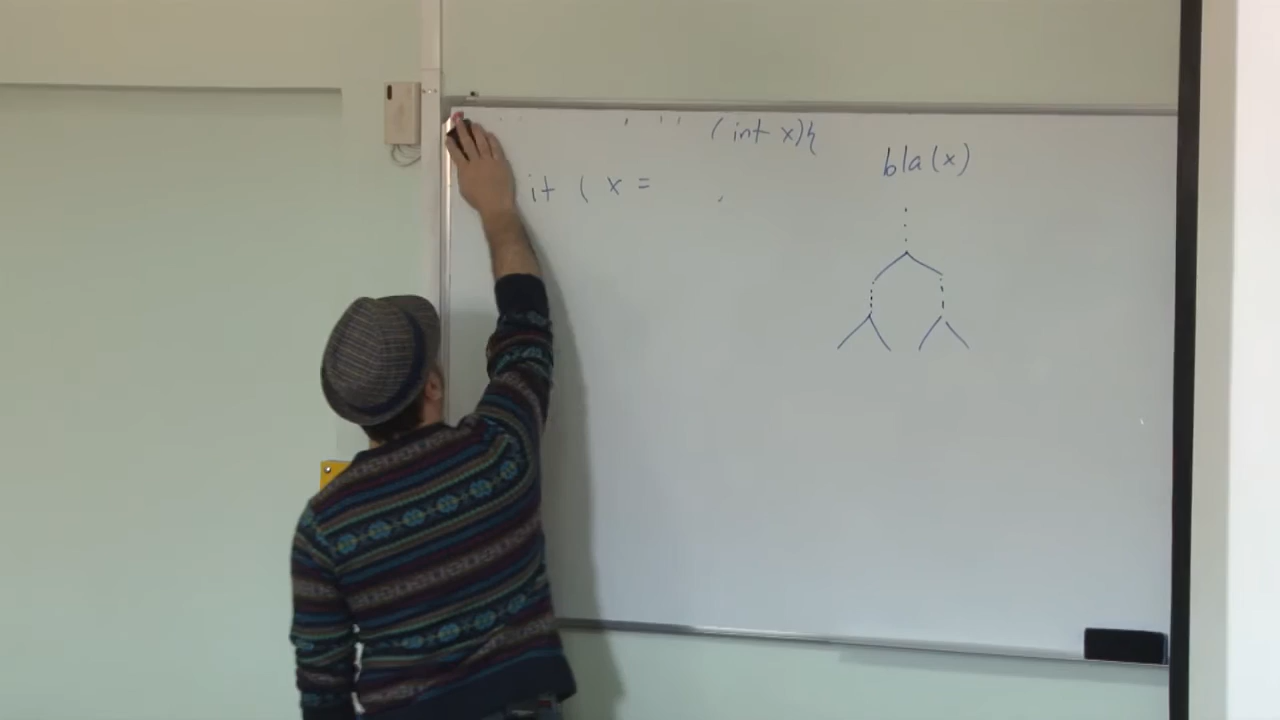 (int x){
if ( x =
bla(x)